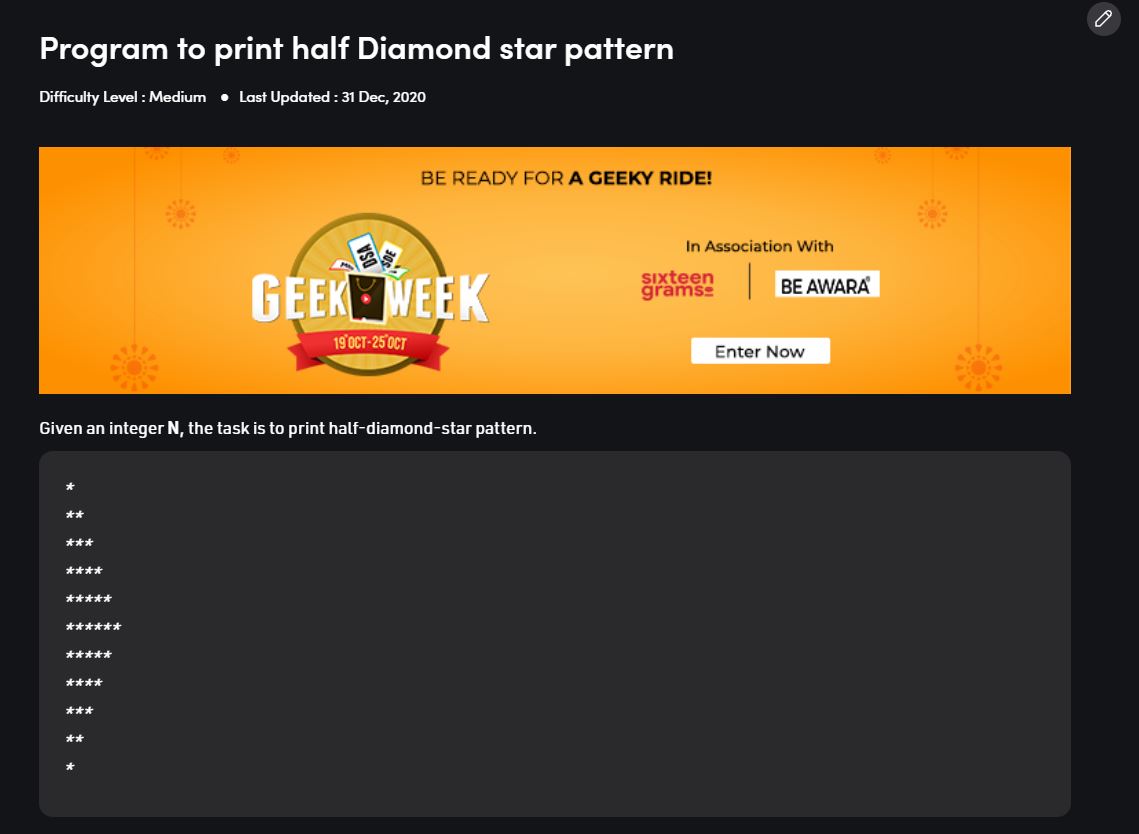 Program to print half Diamond star pattern
Difficulty Level : Medium ● Last Updated : 31 Dec, 2020
BE READY FOR A GEEKY RIDE!
DSA
SDE
GEEK WEEK
19 OCT-25 OCT
In Association With
sixteen
grams
BE AWARA®
Enter Now
Given an integer N, the task is to print half-diamond-star pattern.
*
**
***
****
*****
******
*****
****
***
**
*